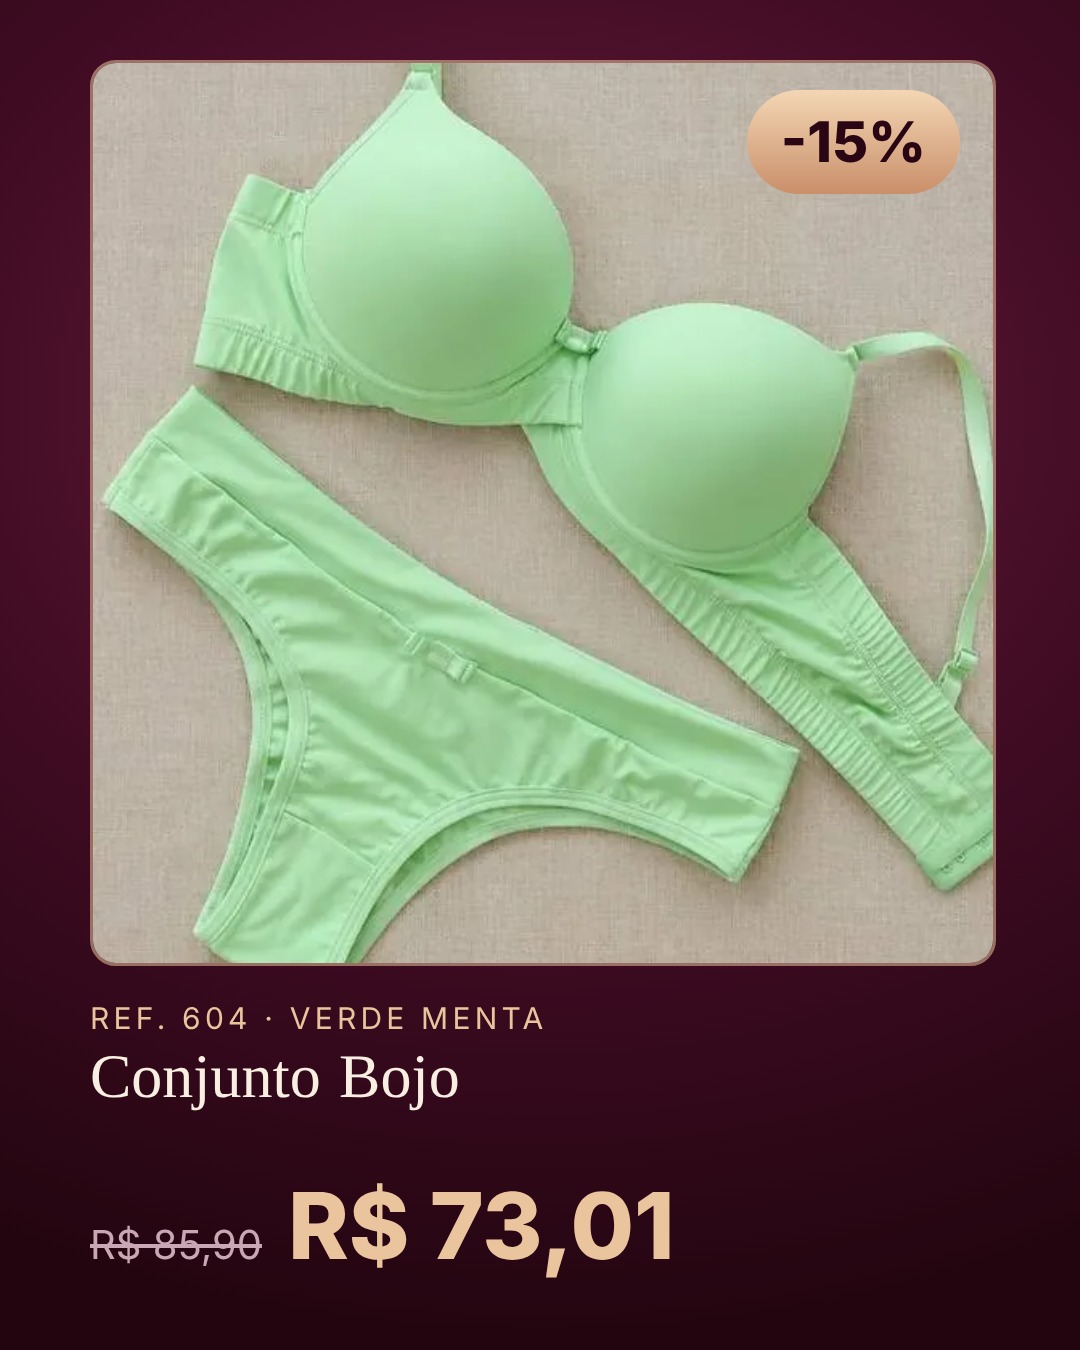 -15%
REF. 604 · VERDE MENTA
Conjunto Bojo
R$ 85,90 R$ 73,01